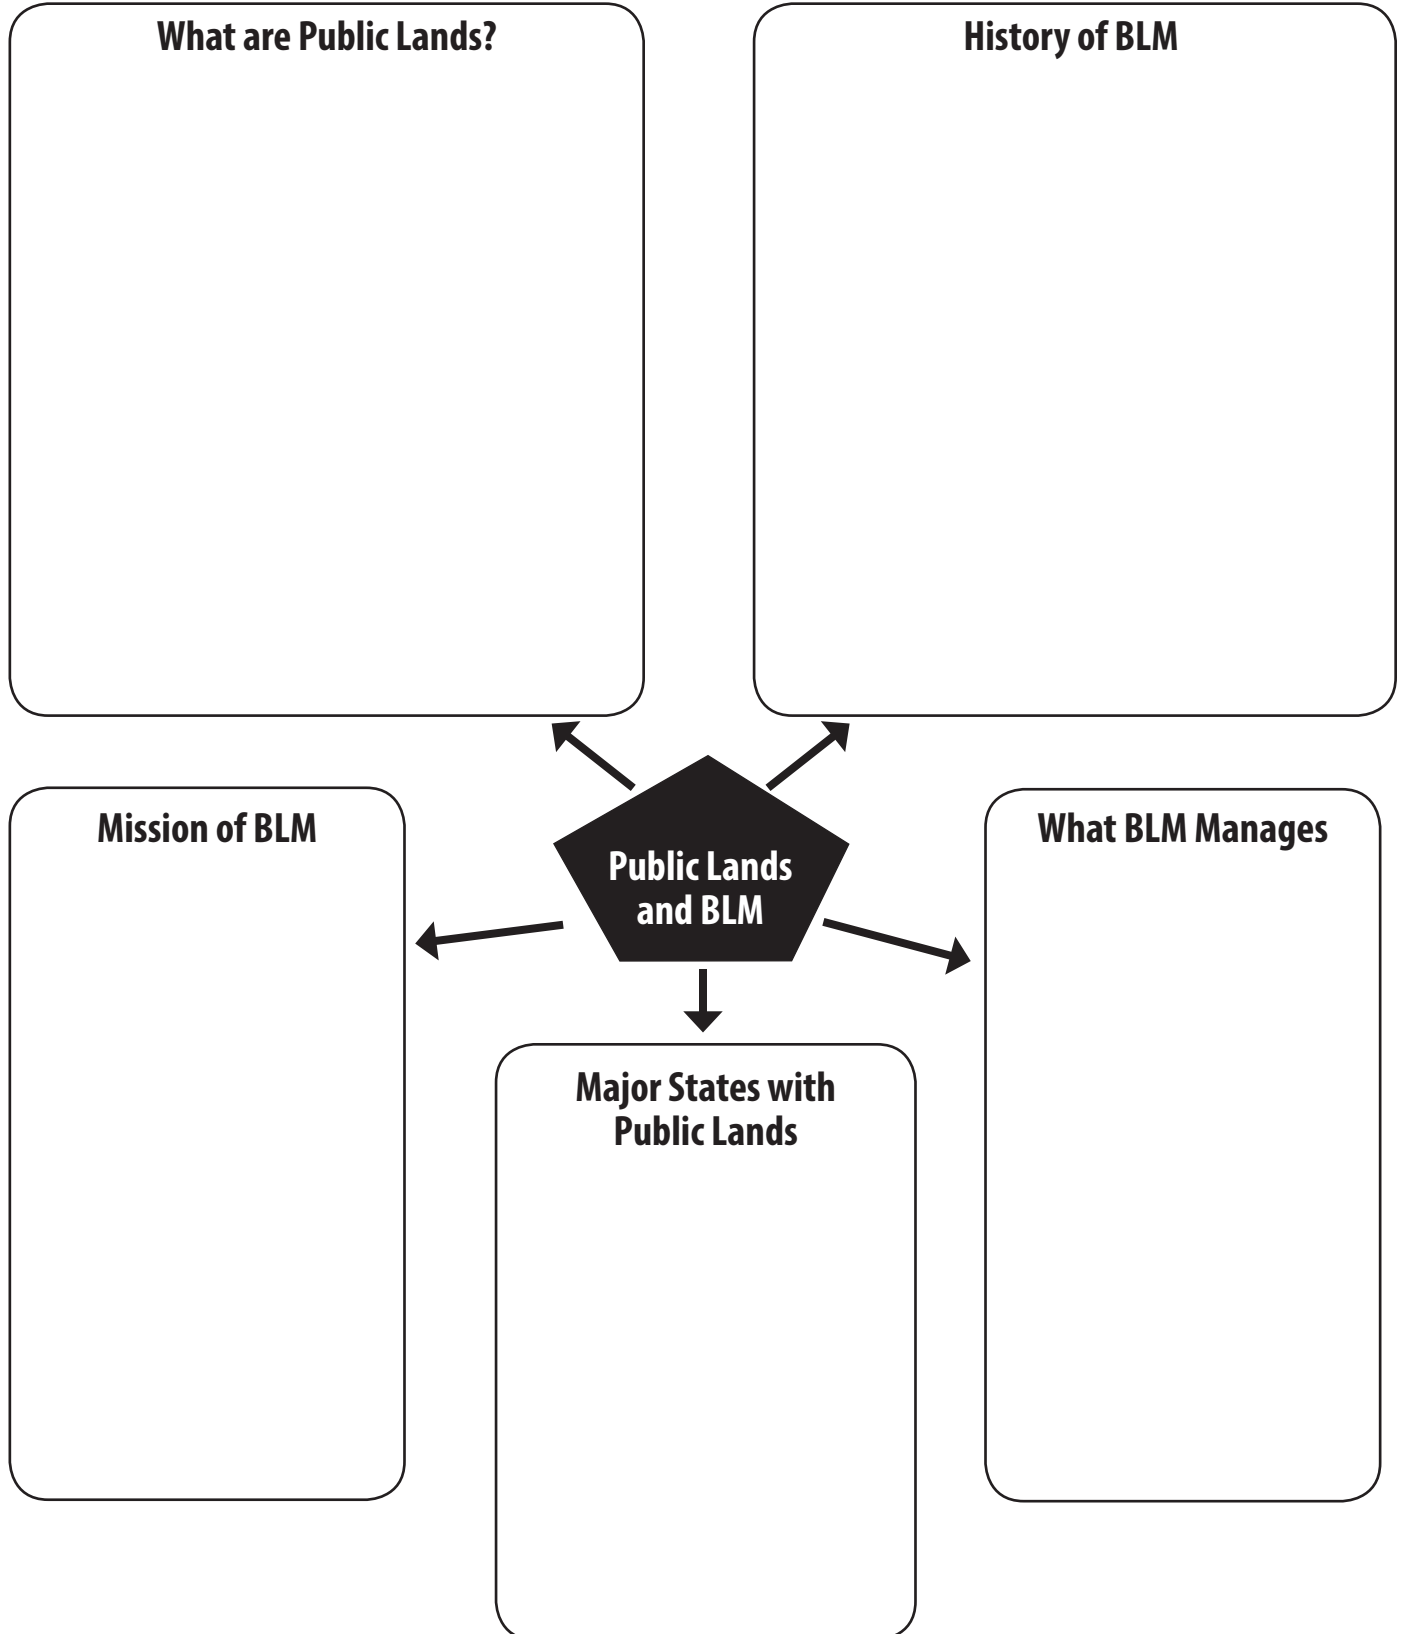 What are Public Lands?
History of BLM
Mission of BLM
Public Lands
and BLM
What BLM Manages
Major States with
Public Lands